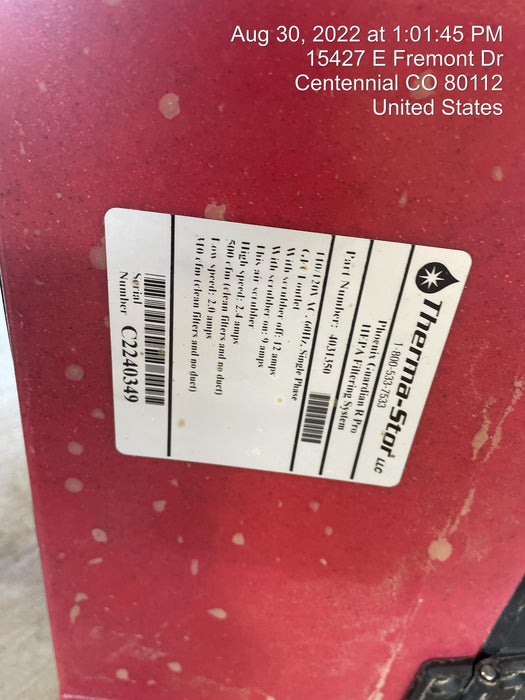 Aug 30, 2022 at 1:01:45 PM
15427 E Fremont Dr
Centennial CO 80112
United States
Therma-Stor LLC
1-800-533-7533
Phoenix Guardian R Pro
HEPA Filtering System
Part Number: 4031350
110/120 VAC, 60Hz, Single Phase
GFCI outlet
With scrubber off: 12 amps
With scrubber on: 9 amps
This air scrubber
High speed: 2.4 amps
500 cfm (clean filters and no duct)
Low speed: 2.0 amps
310 cfm (clean filters and no duct)
Serial
Number C2240349